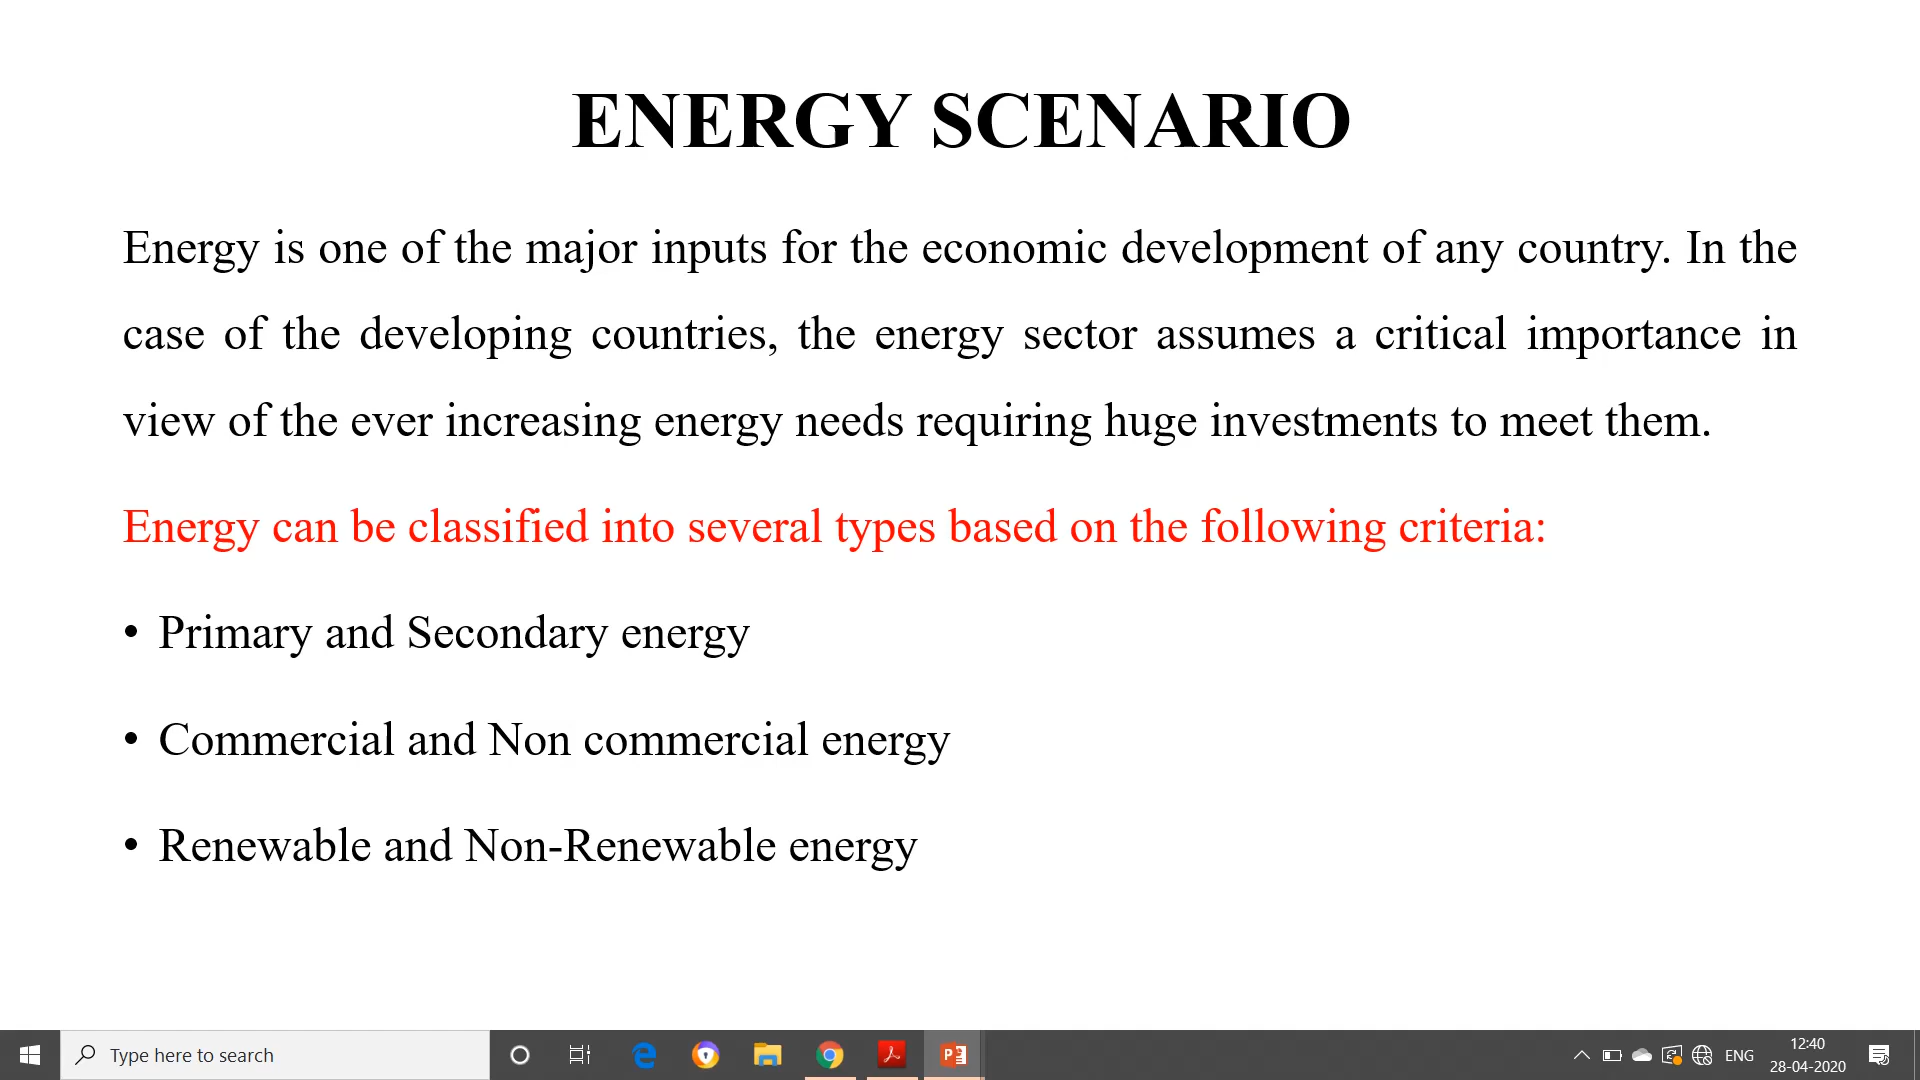 ENERGY SCENARIO
Energy is one of the major inputs for the economic development of any country. In the
case of the developing countries, the energy sector assumes a critical importance in
view of the ever increasing energy needs requiring huge investments to meet them.
Energy can be classified into several types based on the following criteria:
• Primary and Secondary energy
• Commercial and Non commercial energy
• Renewable and Non-Renewable energy
Type here to search
ENG
12:40
28-04-2020